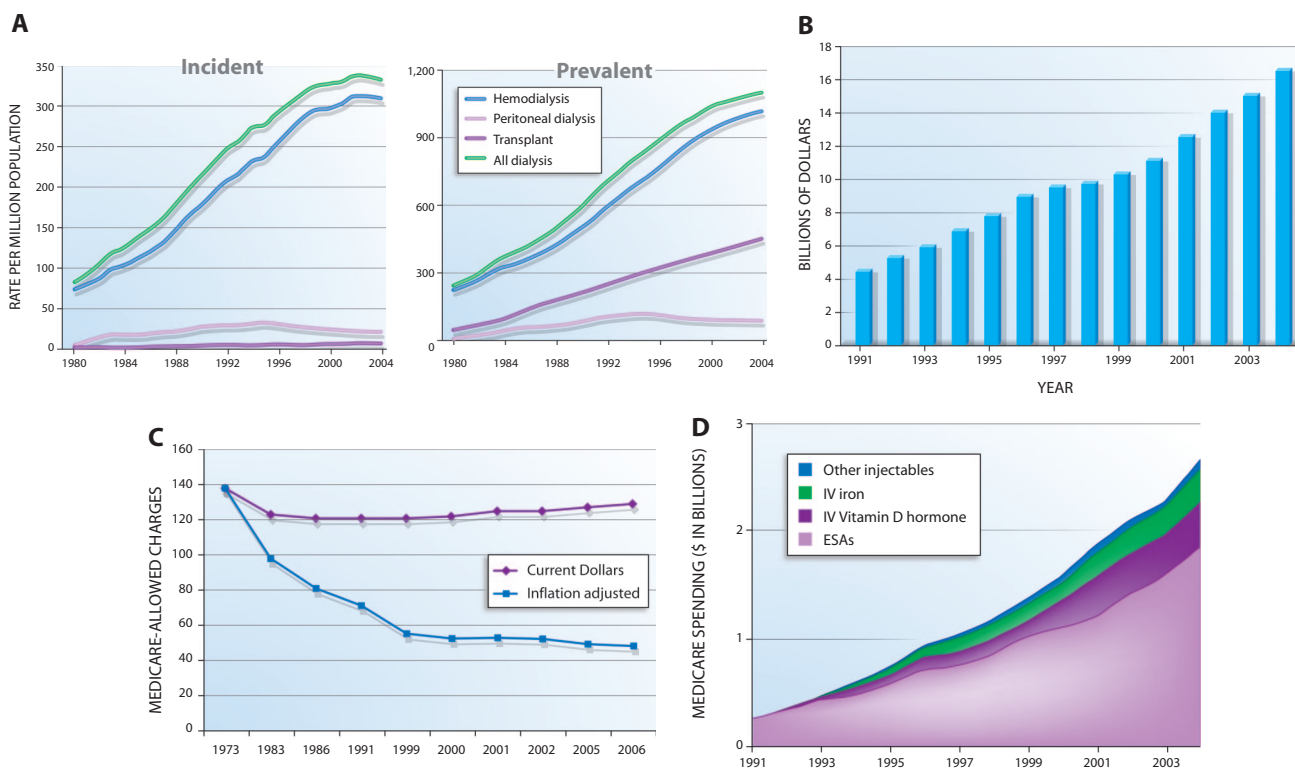 A
Incident
RATE PER MILLION POPULATION
350
300
250
200
150
100
50
0
1980 1984 1988 1992 1996 2000 2004
Prevalent
1,200
900
600
300
0
Hemodialysis
Peritoneal dialysis
Transplant
All dialysis
1980 1984 1988 1992 1996 2000 2004
B
BILLIONS OF DOLLARS
18
16
14
12
10
8
6
4
2
0
1991 1993 1995 1997 1999 2001 2003
YEAR
C
MEDICARE-ALLOWED CHARGES
160
140
120
100
80
60
40
20
0
Current Dollars
Inflation adjusted
1973 1983 1986 1991 1999 2000 2001 2002 2005 2006
D
MEDICARE SPENDING ($ IN BILLIONS)
3
2
1
0
Other injectables
IV iron
IV Vitamin D hormone
ESAs
1991 1993 1995 1997 1999 2001 2003